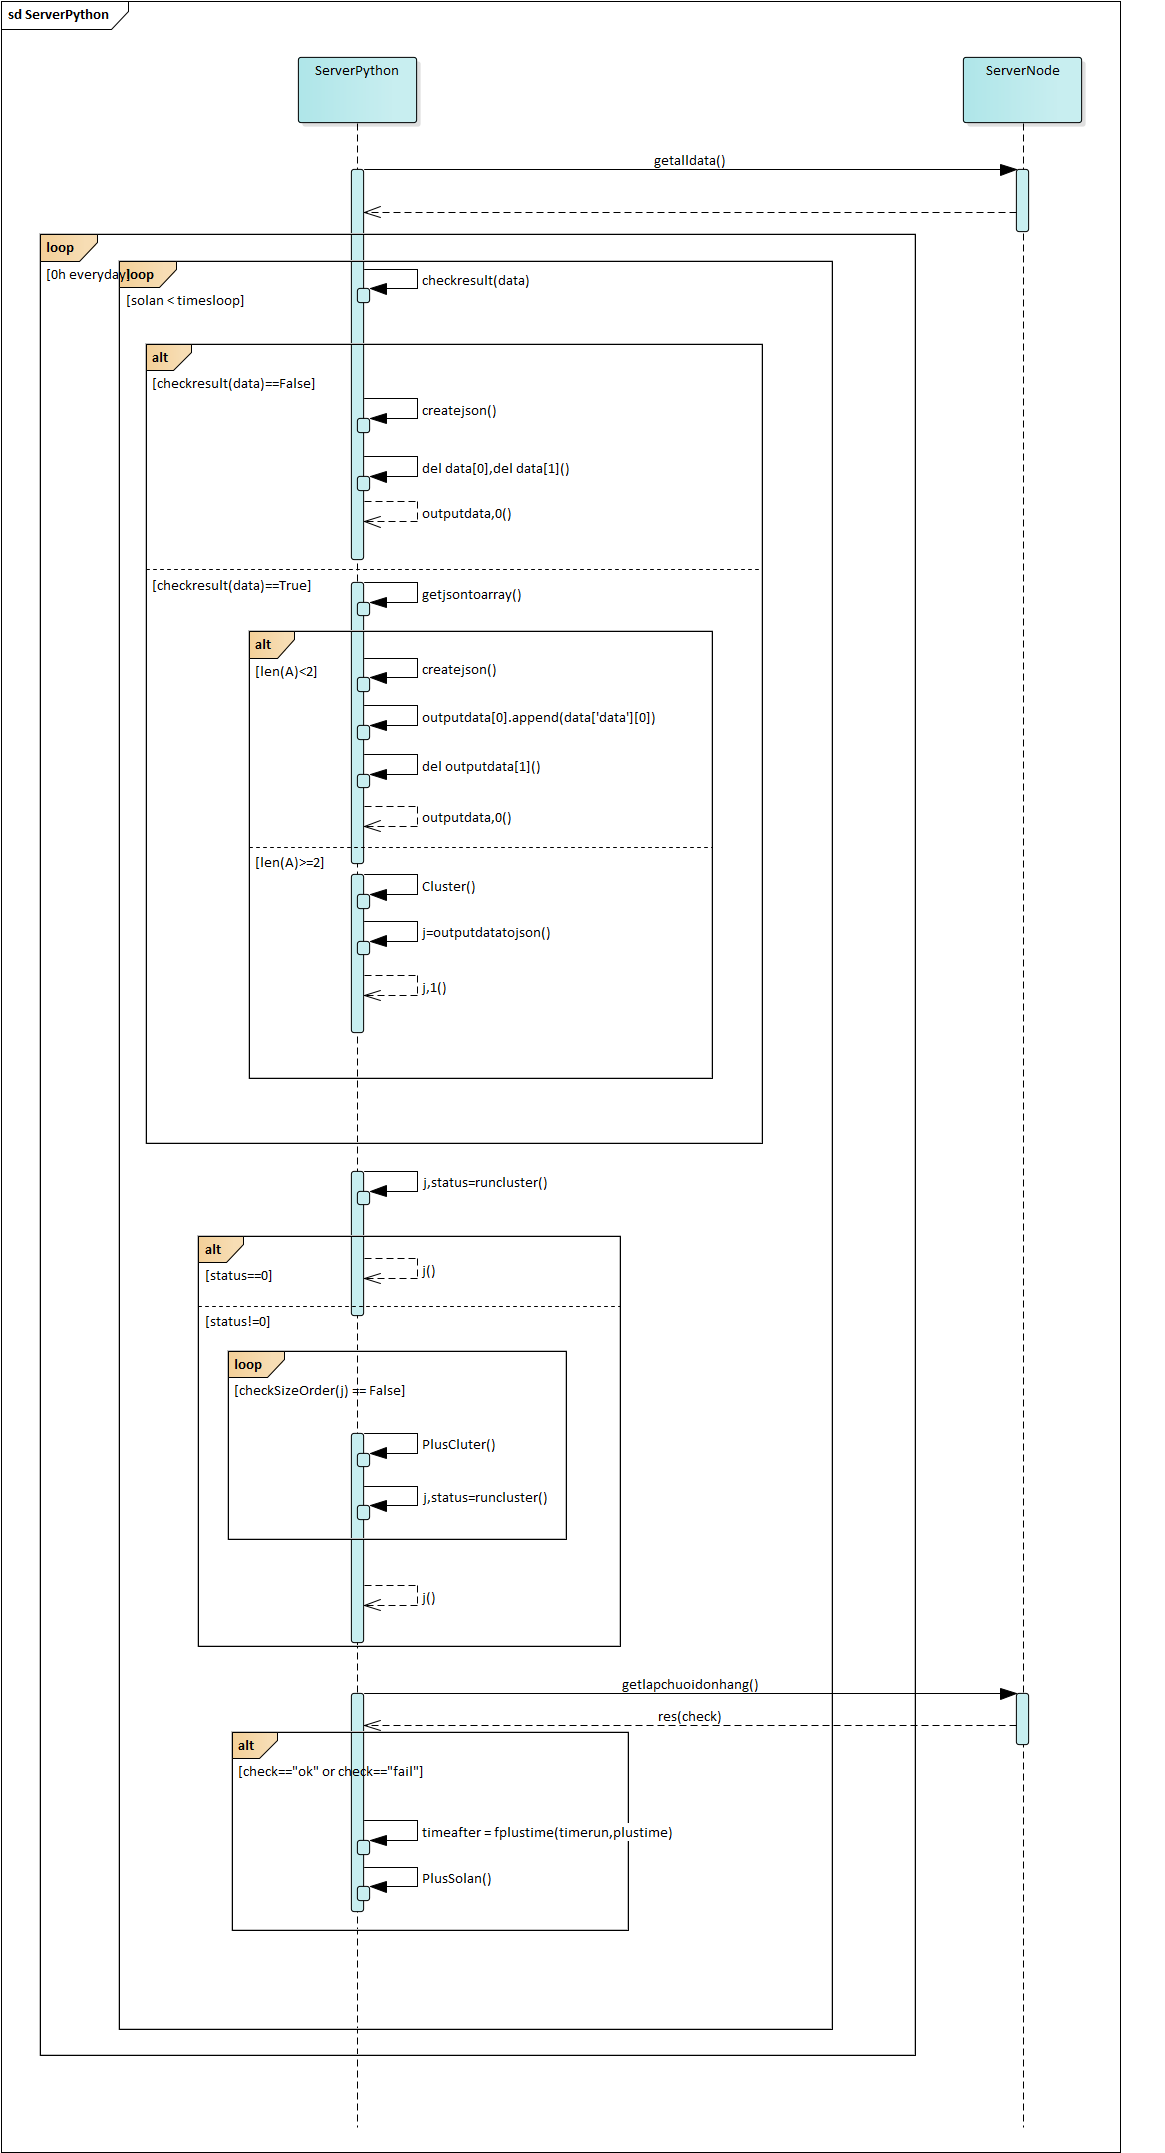 sd ServerPython
ServerPython
ServerNode
getalldata()
loop
[0h everyday]
loop
[solan < timesloop]
checkresult(data)
alt
[checkresult(data)==False]
createjson()
del data[0],del data[1]()
outputdata,0()
[checkresult(data)==True]
getjsontoarray()
alt
[len(A)<2]
createjson()
outputdata[0].append(data['data'][0])
del outputdata[1]()
outputdata,0()
[len(A)>=2]
Cluster()
j=outputdatatojson()
j,1()
j,status=runcluster()
alt
[status==0]
j()
[status!=0]
loop
[checkSizeOrder(j) == False]
PlusCluter()
j,status=runcluster()
j()
getlapchuoidonhang()
res(check)
alt
[check=="ok" or check=="fail"]
timeafter = fplustime(timerun,plustime)
PlusSolan()